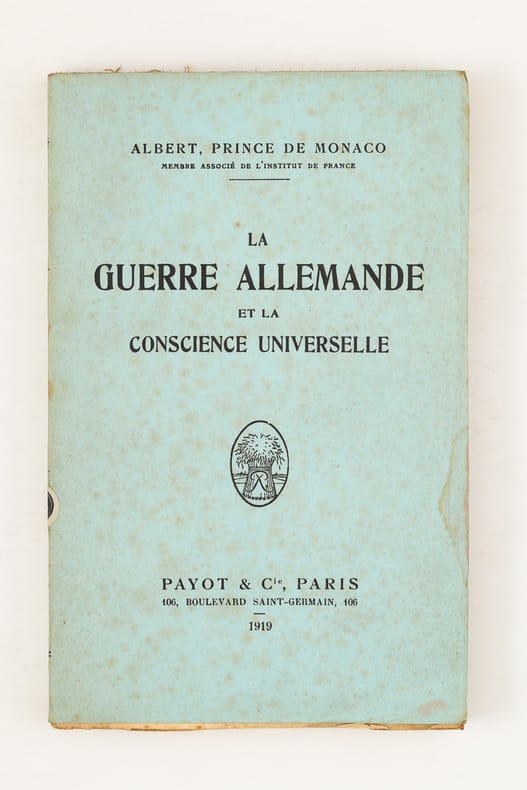 ALBERT, PRINCE DE MONACO
MEMBRE ASSOCIÉ DE L'INSTITUT DE FRANCE
LA
GUERRE ALLEMANDE
ET LA
CONSCIENCE UNIVERSELLE
PAYOT & Cie, PARIS
106, BOULEVARD SAINT-GERMAIN, 106
1919